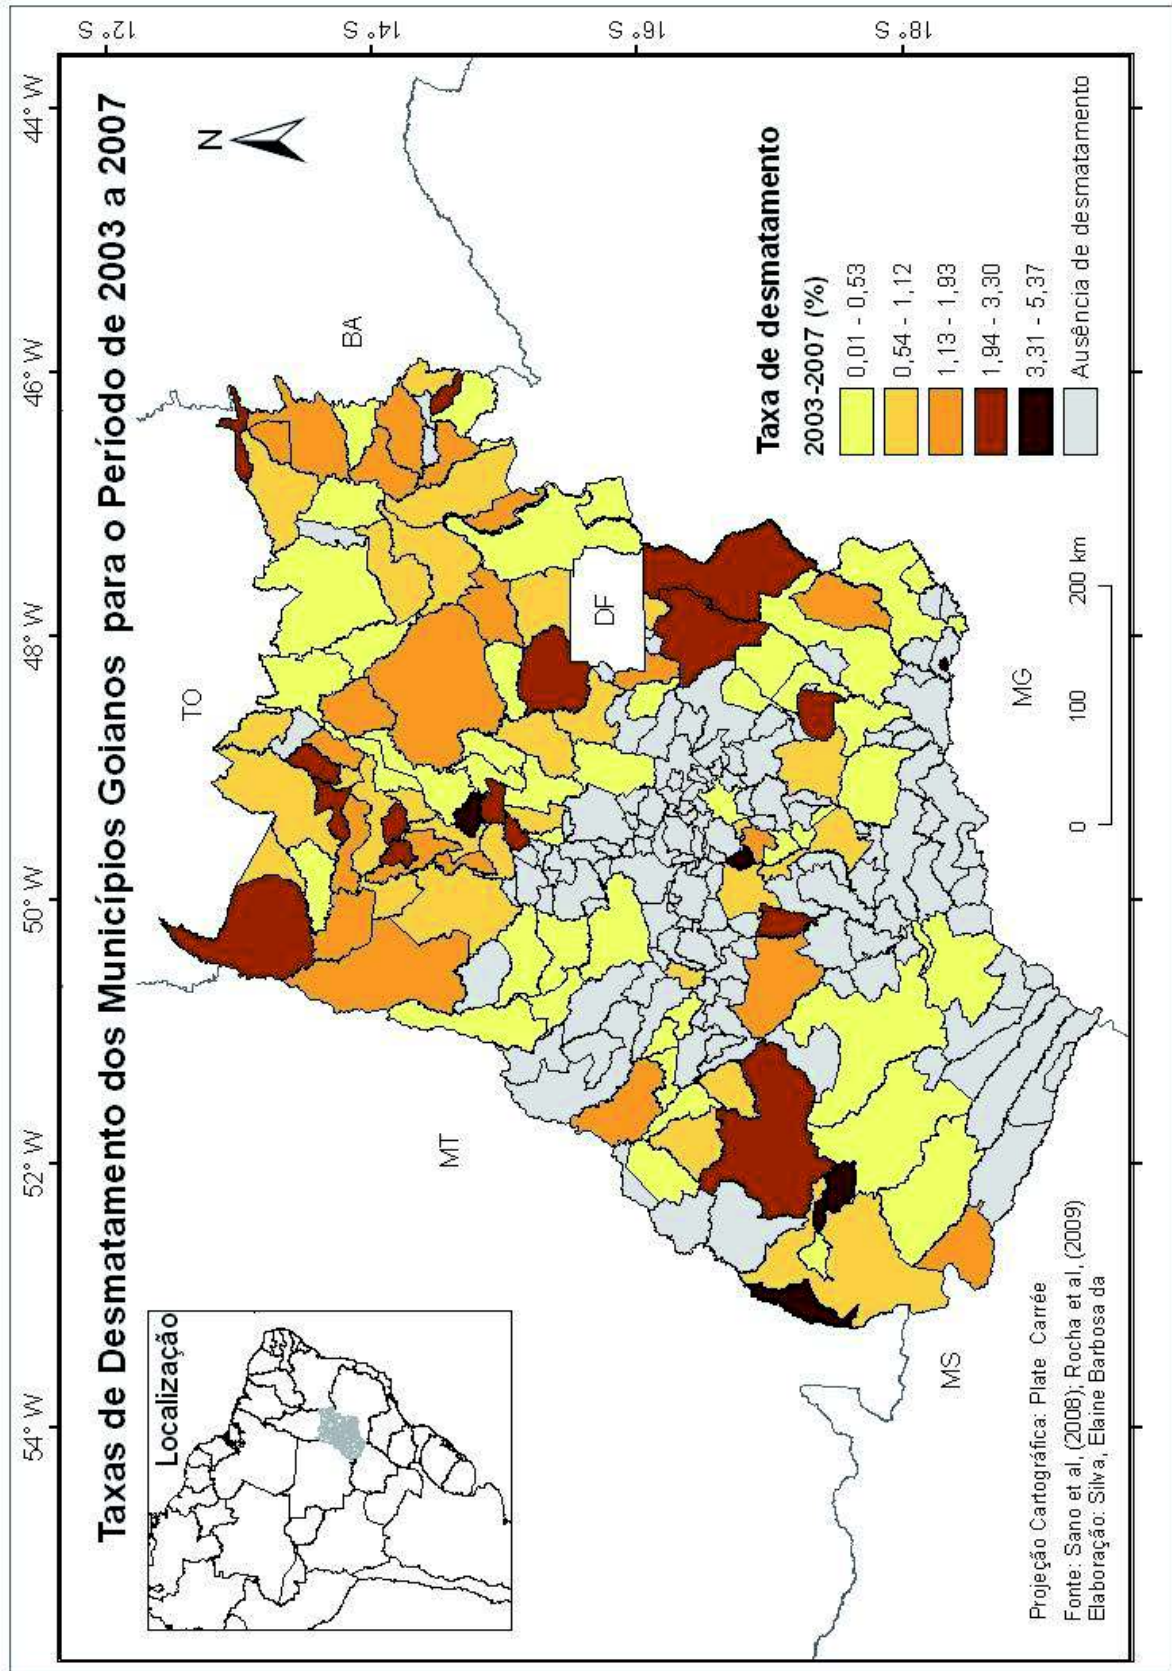 54° W
52° W
50° W
48° W
46° W
44° W
Taxas de Desmatamento dos Municípios Goianos para o Período de 2003 a 2007
Localização
N
12° S
14° S
16° S
18° S
TO
BA
MT
DF
MG
MS
Taxa de desmatamento
2003-2007 (%)
0,01 - 0,53
0,54 - 1,12
1,13 - 1,93
1,94 - 3,30
3,31 - 5,37
Ausência de desmatamento
0 100 200 km
Projeção Cartográfica: Plate Carrée
Fonte: Sano et al, (2008); Rocha et al, (2009)
Elaboração: Silva, Elaine Barbosa da